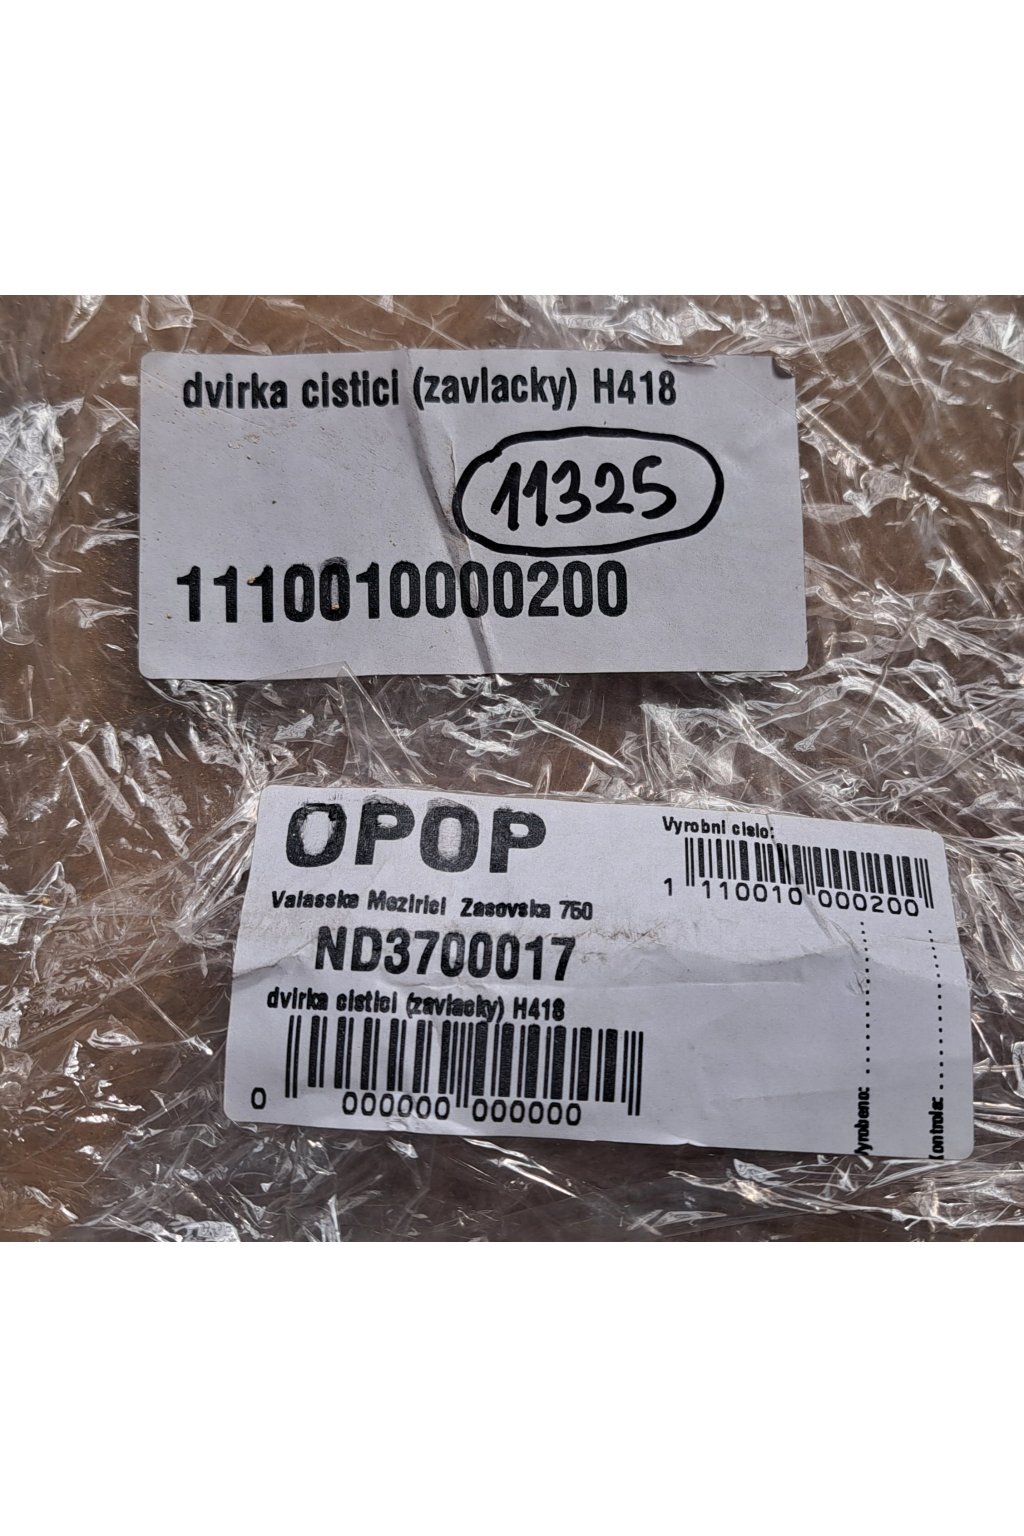 dvirka cistici (zavlacky) H418
11325
1110010000200
OPOP
Vyrobni cislo:
1 110010 000200
Valasske Mezirici Zasovska 750
ND3700017
dvirka cistici (zavlacky) H418
0 000000 000000
Vyrobeno: ....................
Kontrola: ....................